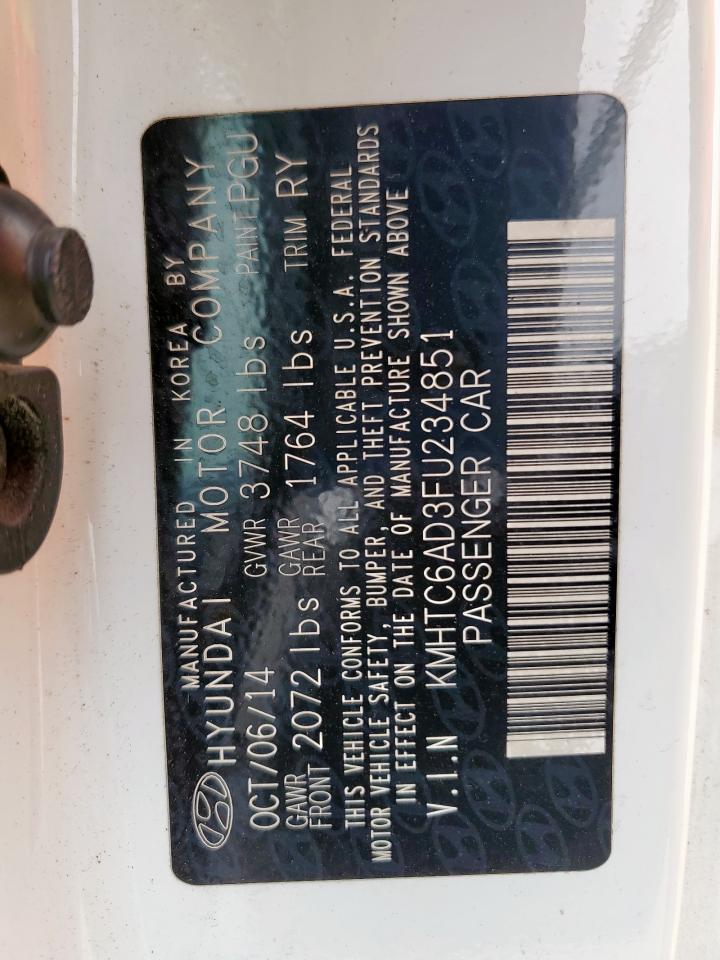 MANUFACTURED IN KOREA BY
HYUNDAI MOTOR COMPANY
OCT/06/14 GVWR 3748 lbs PAINT PGU
GAWR FRONT 2072 lbs GAWR REAR 1764 lbs TRIM RY
THIS VEHICLE CONFORMS TO ALL APPLICABLE U.S.A. FEDERAL
MOTOR VEHICLE SAFETY, BUMPER, AND THEFT PREVENTION STANDARDS
IN EFFECT ON THE DATE OF MANUFACTURE SHOWN ABOVE
V.I.N KMHTC6AD3FU234851
PASSENGER CAR